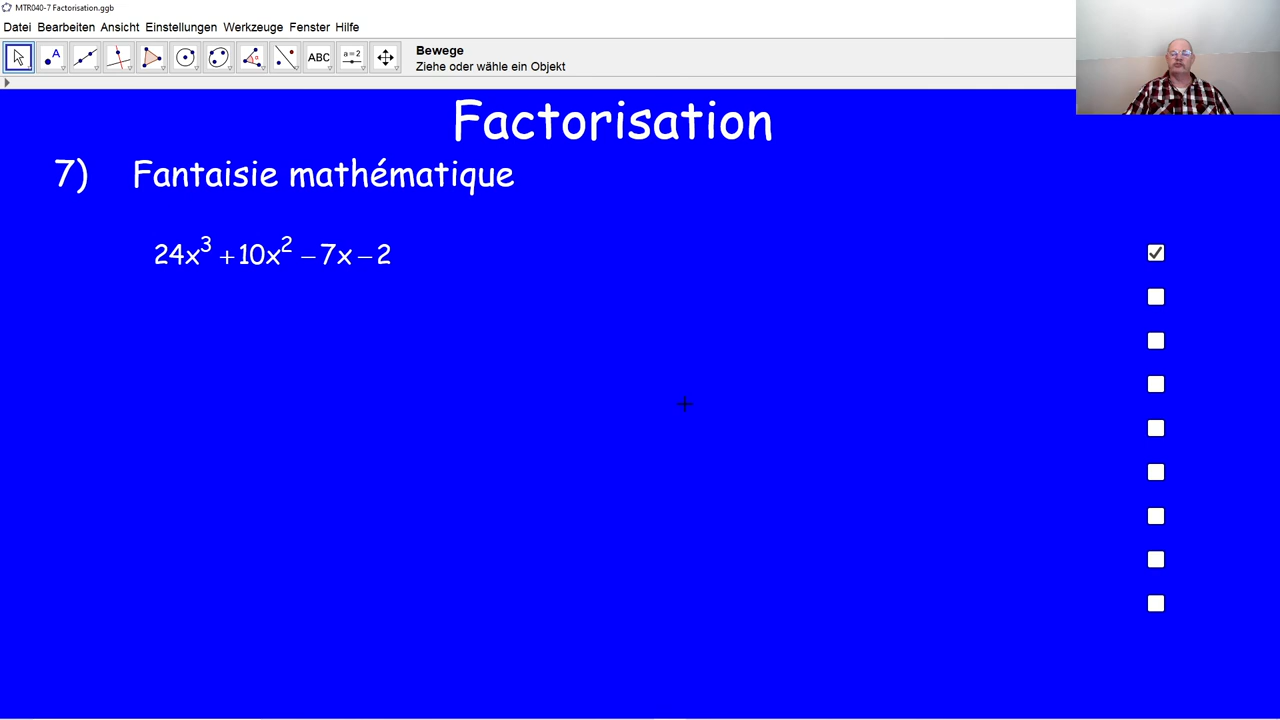 MTR040-7 Factorisation.ggb
Datei Bearbeiten Ansicht Einstellungen Werkzeuge Fenster Hilfe
A ABC a=2 Bewege
Ziehe oder wähle ein Objekt
Factorisation
7) Fantaisie mathématique
24x³ + 10x² − 7x − 2